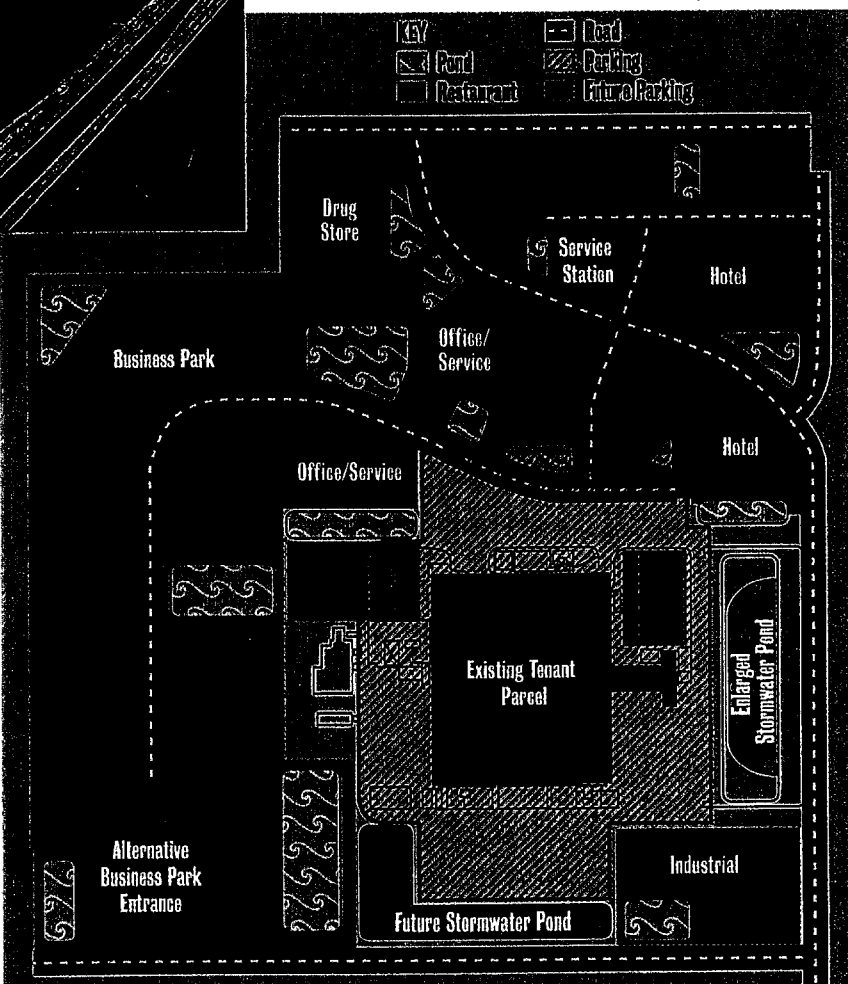 KEY
Road
Pond
Parking
Restaurant
Future Parking
Drug
Store
Service
Station
Hotel
Office/
Service
Business Park
Hotel
Office/Service
Existing Tenant
Parcel
Enlarged
Stormwater Pond
Alternative
Business Park
Entrance
Industrial
Future Stormwater Pond